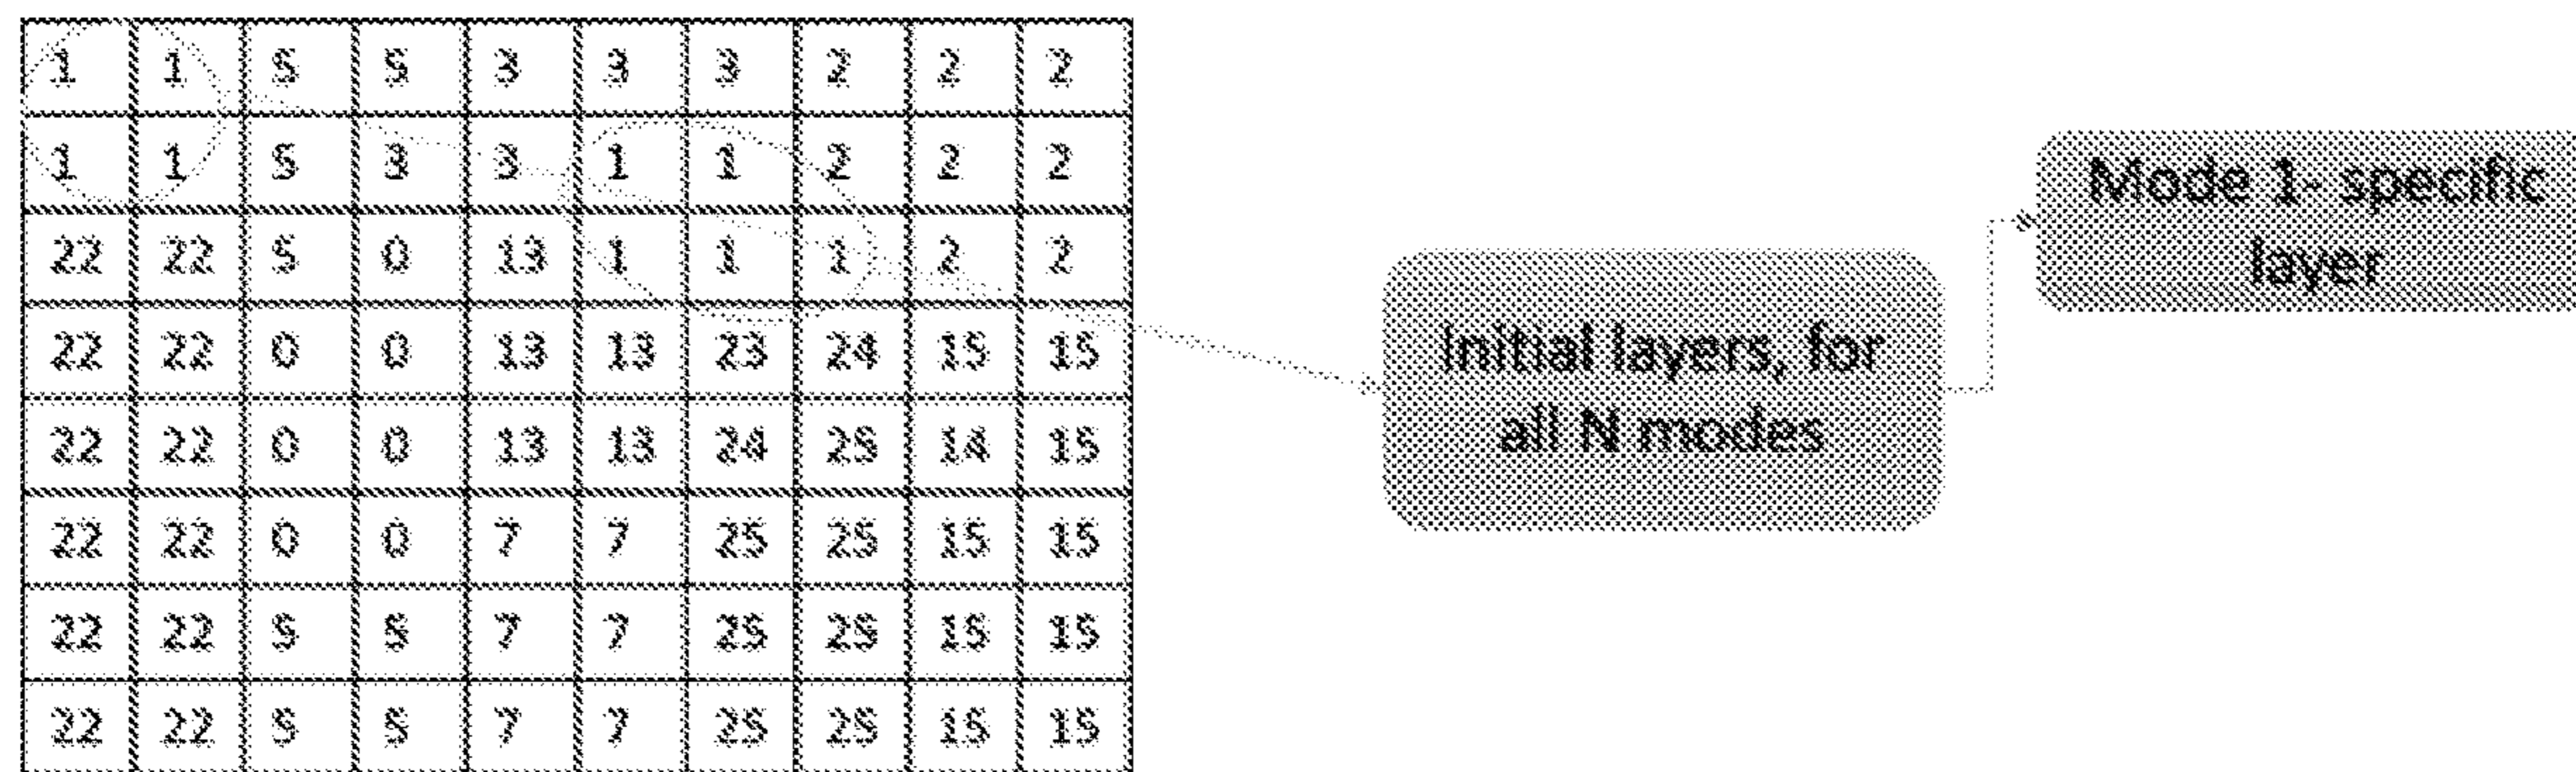 1 1 5 5 3 3 3 2 2 2
1 1 5 3 3 1 1 2 2 2
22 22 5 0 13 1 1 1 2 2
22 22 0 0 13 13 23 24 15 15
22 22 0 0 13 13 24 25 14 15
22 22 0 0 7 7 25 25 15 15
22 22 5 5 7 7 25 25 15 15
22 22 5 5 7 7 25 25 15 15
Initial layers, for
all N modes
Mode 1- specific
layer